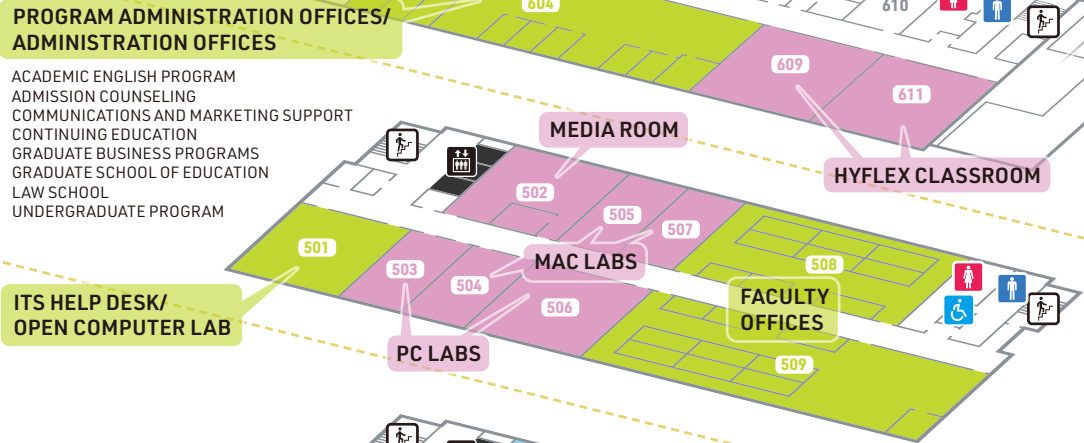 PROGRAM ADMINISTRATION OFFICES/
ADMINISTRATION OFFICES
ACADEMIC ENGLISH PROGRAM
ADMISSION COUNSELING
COMMUNICATIONS AND MARKETING SUPPORT
CONTINUING EDUCATION
GRADUATE BUSINESS PROGRAMS
GRADUATE SCHOOL OF EDUCATION
LAW SCHOOL
UNDERGRADUATE PROGRAM
604
610
609
611
HYFLEX CLASSROOM
MEDIA ROOM
502
505
507
501
503
504
506
MAC LABS
508
509
FACULTY
OFFICES
ITS HELP DESK/
OPEN COMPUTER LAB
PC LABS